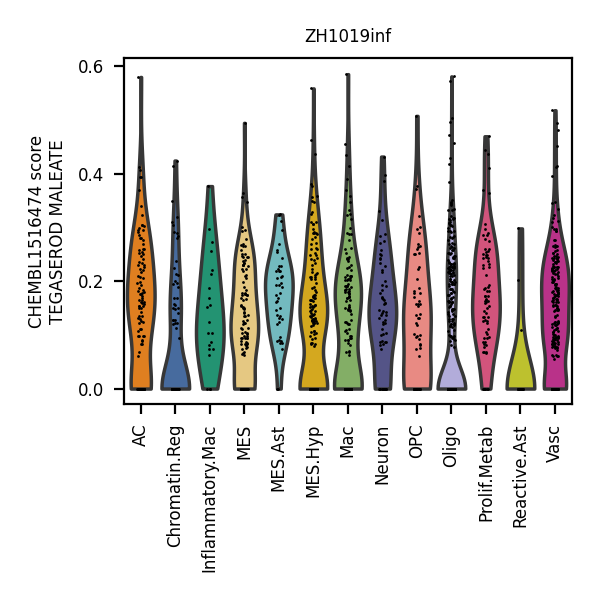 ZH1019inf
CHEMBL1516474 score
TEGASEROD MALEATE
0.6
0.4
0.2
0.0
AC
Chromatin.Reg
Inflammatory.Mac
MES
MES.Ast
MES.Hyp
Mac
Neuron
OPC
Oligo
Prolif.Metab
Reactive.Ast
Vasc